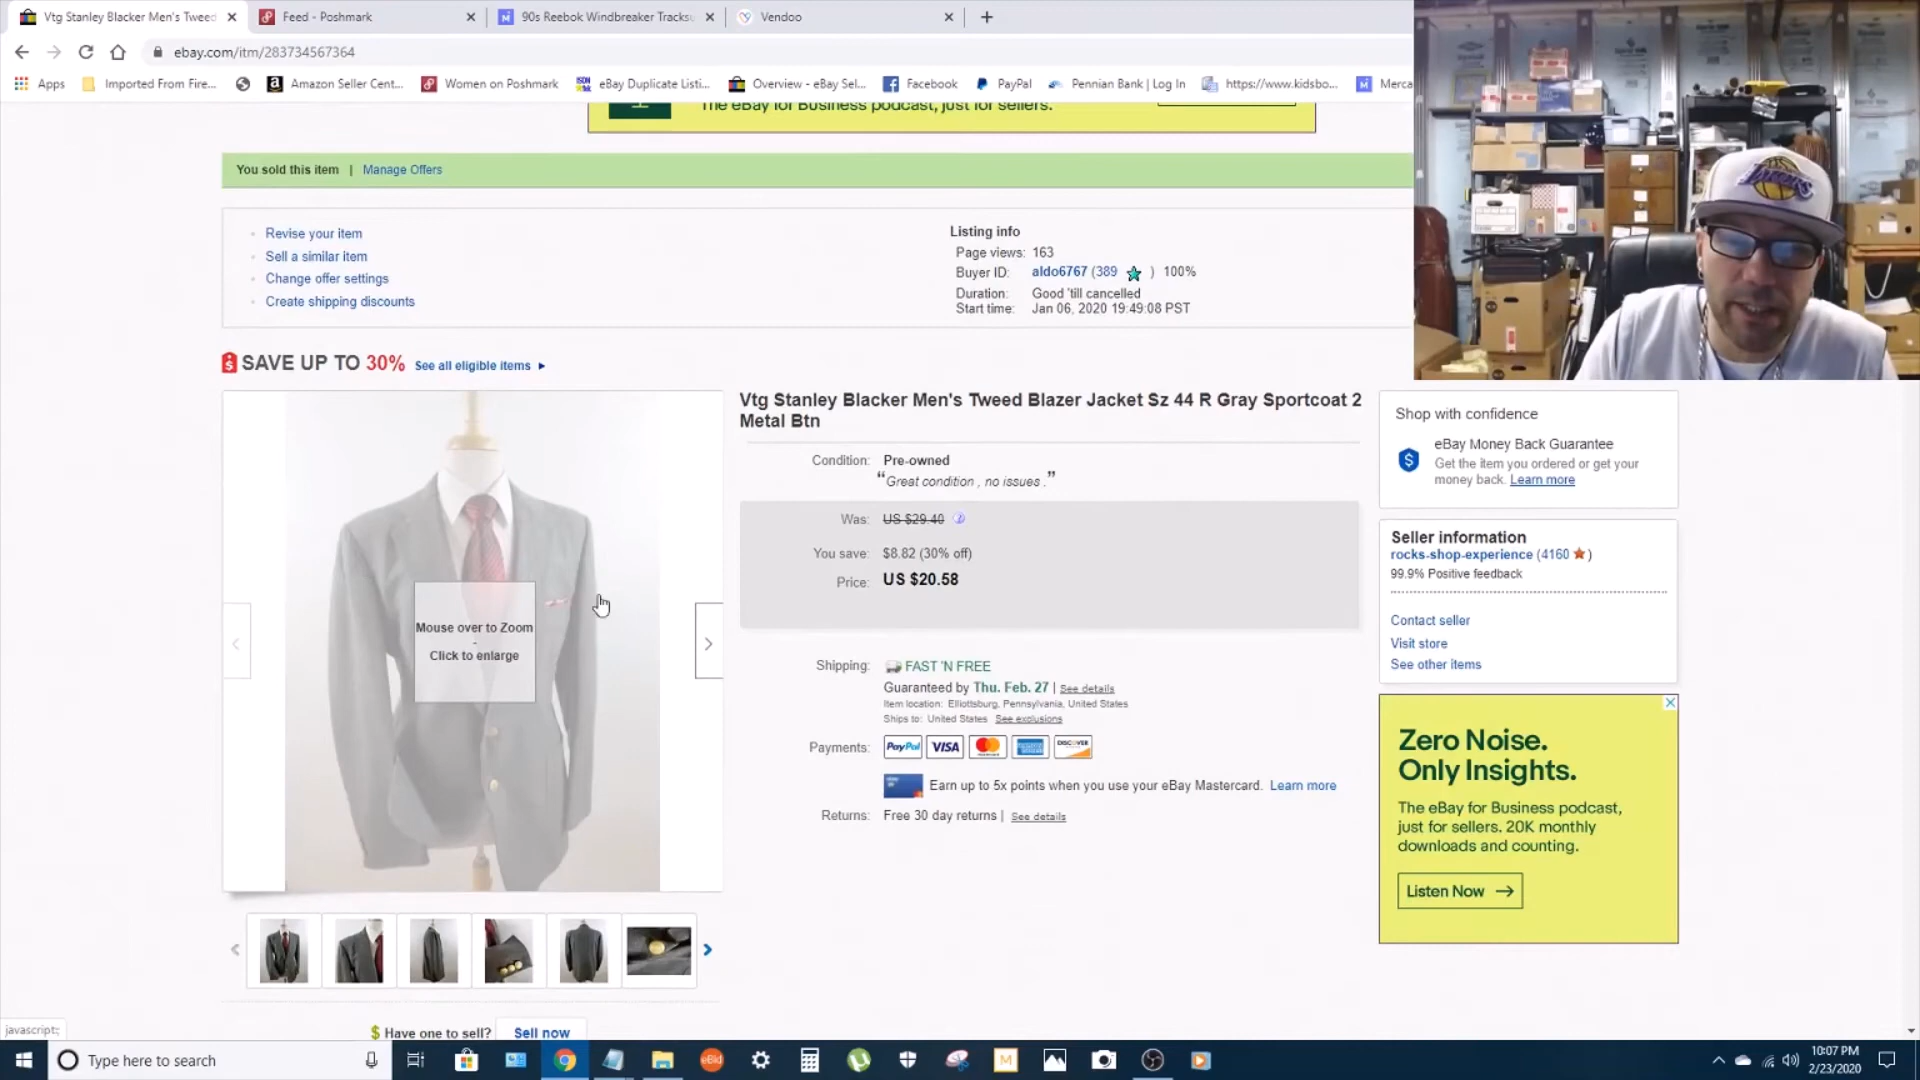 Vtg Stanley Blacker Men's Tweed
Feed - Poshmark
90s Reebok Windbreaker Tracksu
Vendoo
ebay.com/itm/283734567364
Apps
Imported From Fire...
Amazon Seller Cent...
Women on Poshmark
eBay Duplicate Listi...
Overview - eBay Sel...
Facebook
PayPal
Pennian Bank | Log In
https://www.kidsbo...
Merca
The eBay for Business podcast, just for sellers.
You sold this item | Manage Offers
Revise your item
Sell a similar item
Change offer settings
Create shipping discounts
Listing info
Page views: 163
Buyer ID: aldo6767 (389 ) 100%
Duration: Good 'till cancelled
Start time: Jan 06, 2020 19:49:08 PST
Lakers
SAVE UP TO 30% See all eligible items
Mouse over to Zoom
-
Click to enlarge
Vtg Stanley Blacker Men's Tweed Blazer Jacket Sz 44 R Gray Sportcoat 2
Metal Btn
Condition: Pre-owned
“Great condition , no issues .”
Was: US $29.40
You save: $8.82 (30% off)
Price: US $20.58
Shipping: FAST 'N FREE
Guaranteed by Thu. Feb. 27 | See details
Item location: Elliottsburg, Pennsylvania, United States
Ships to: United States See exclusions
Payments: PayPal VISA DISCOVER
Earn up to 5x points when you use your eBay Mastercard. Learn more
Returns: Free 30 day returns | See details
Shop with confidence
eBay Money Back Guarantee
Get the item you ordered or get your
money back. Learn more
Seller information
rocks-shop-experience (4160 )
99.9% Positive feedback
Contact seller
Visit store
See other items
Zero Noise.
Only Insights.
The eBay for Business podcast,
just for sellers. 20K monthly
downloads and counting.
Listen Now
$ Have one to sell? Sell now
javascript:;
Type here to search
eBid
M
10:07 PM
2/23/2020